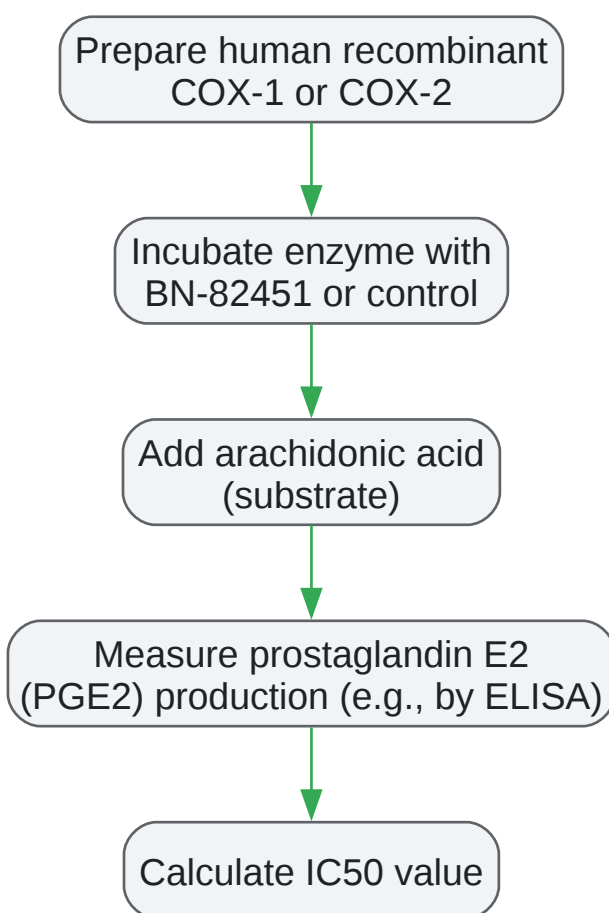 Prepare human recombinant
COX-1 or COX-2
Incubate enzyme with
BN-82451 or control
Add arachidonic acid
(substrate)
Measure prostaglandin E2
(PGE2) production (e.g., by ELISA)
Calculate IC50 value